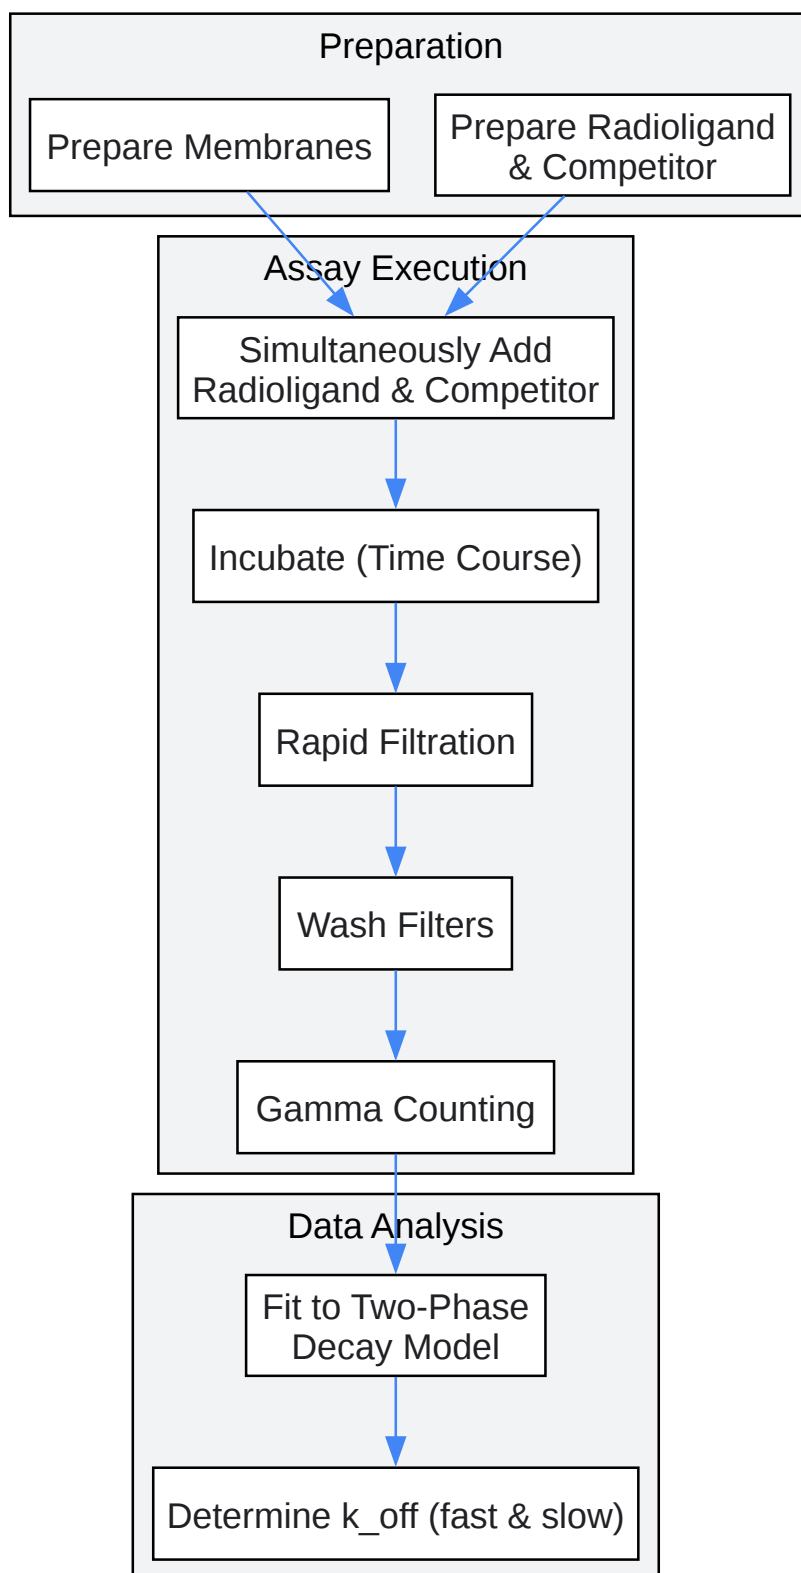 Preparation
Prepare Membranes
Prepare Radioligand
& Competitor
Assay Execution
Simultaneously Add
Radioligand & Competitor
Incubate (Time Course)
Rapid Filtration
Wash Filters
Gamma Counting
Data Analysis
Fit to Two-Phase
Decay Model
Determine k_off (fast & slow)